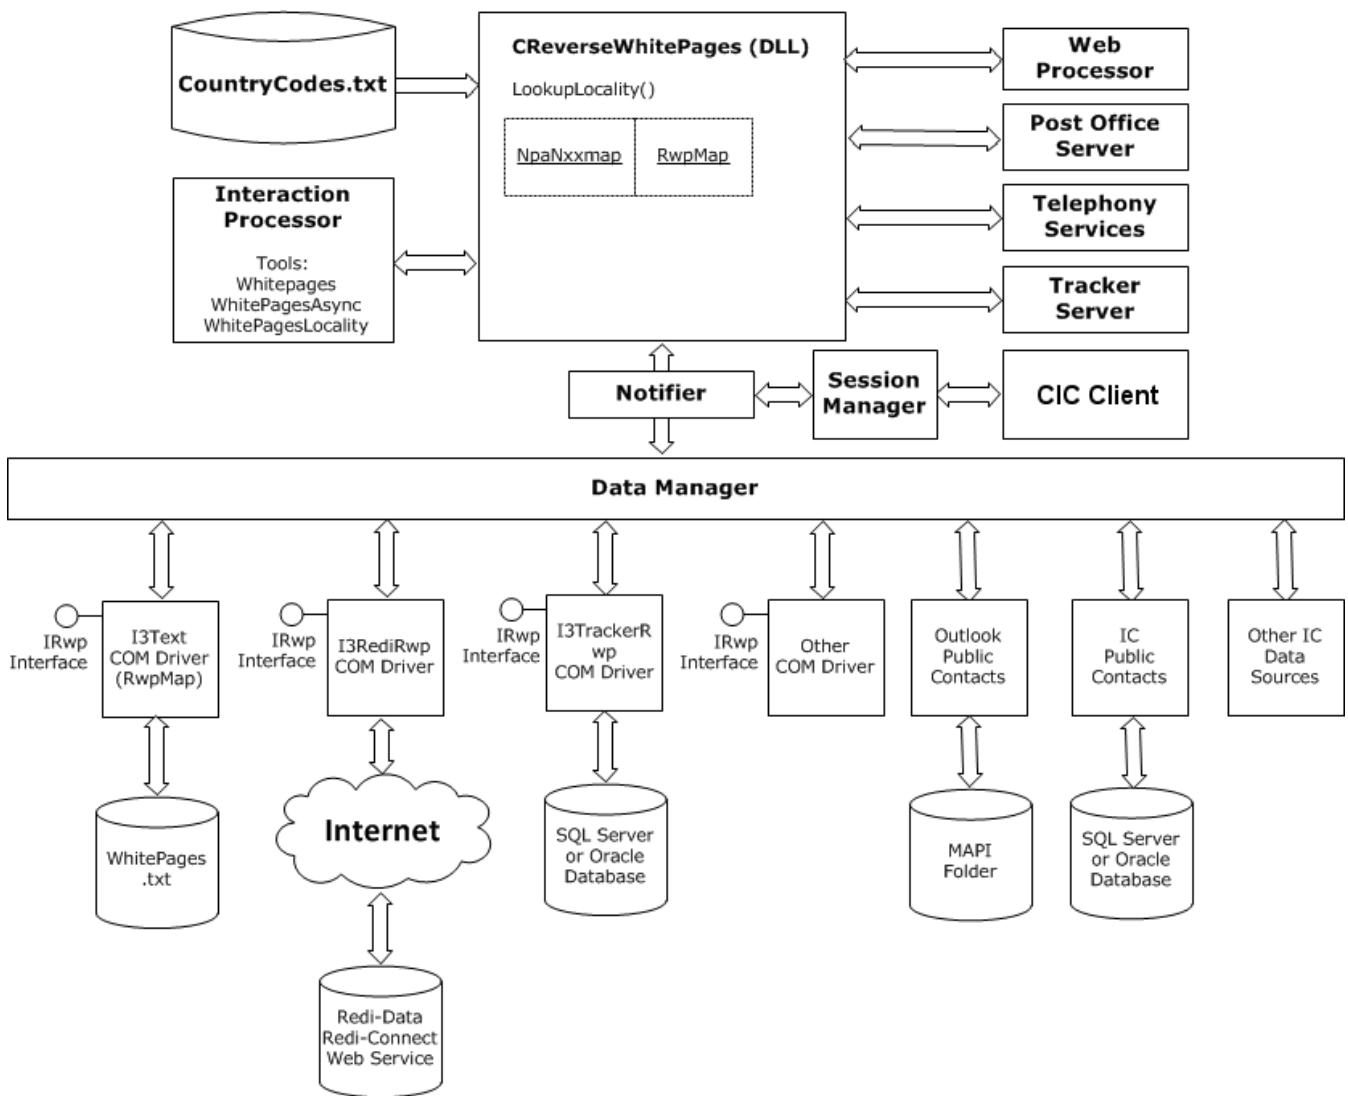 CountryCodes.txt
CReverseWhitePages (DLL)
LookupLocality()
NpaNxxmap
RwpMap
Web
Processor
Post Office
Server
Telephony
Services
Tracker
Server
Interaction
Processor
Tools:
Whitepages
WhitePagesAsync
WhitePagesLocality
Notifier
Session
Manager
CIC Client
Data Manager
IRwp
Interface
I3Text
COM Driver
(RwpMap)
IRwp
Interface
I3RediRwp
COM Driver
IRwp
Interface
I3TrackerR
wp
COM Driver
IRwp
Interface
Other
COM Driver
Outlook
Public
Contacts
IC
Public
Contacts
Other IC
Data
Sources
WhitePages
.txt
Internet
SQL Server
or Oracle
Database
MAPI
Folder
SQL Server
or Oracle
Database
Redi-Data
Redi-Connect
Web Service